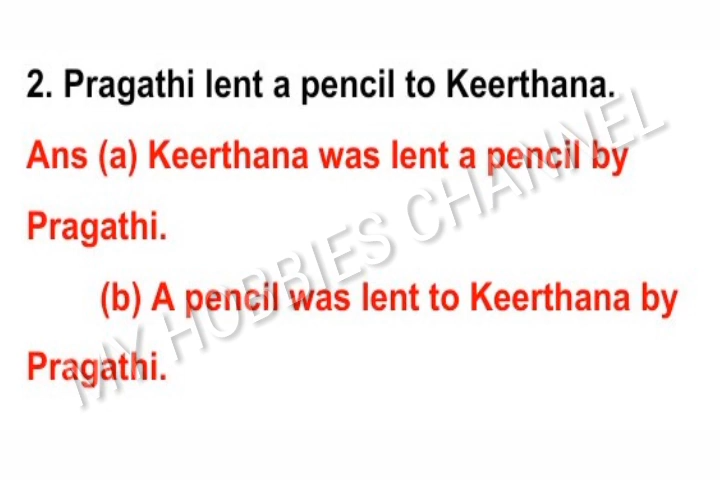 2. Pragathi lent a pencil to Keerthana.
Ans (a) Keerthana was lent a pencil by
Pragathi.
(b) A pencil was lent to Keerthana by
Pragathi.
MY HOBBIES CHANNEL